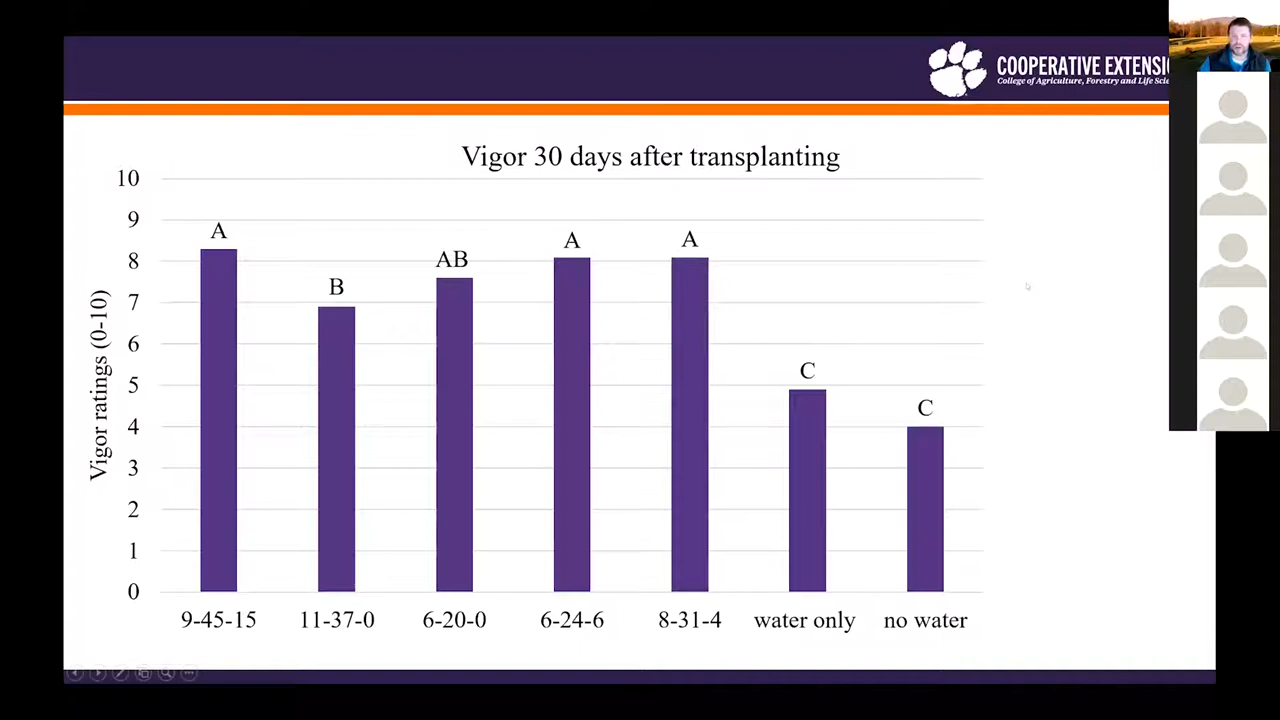 COOPERATIVE EXTENSI
College of Agriculture, Forestry and Life Scie
Vigor 30 days after transplanting
Vigor ratings (0-10)
10
9
8
7
6
5
4
3
2
1
0
A
B
AB
A
A
C
C
9-45-15
11-37-0
6-20-0
6-24-6
8-31-4
water only
no water